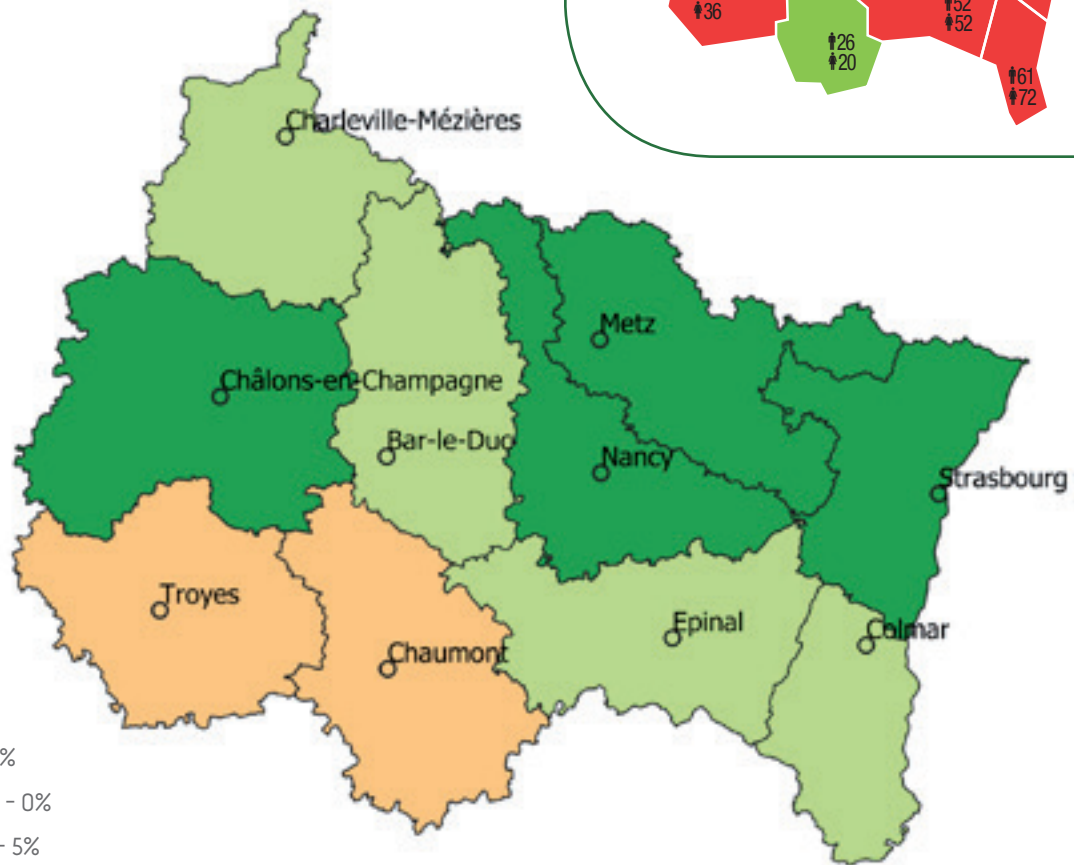 52
36
52
26
20
61
72
Charleville-Mézières
Metz
Châlons-en-Champagne
Bar-le-Duc
Nancy
Strasbourg
Troyes
Epinal
Colmar
Chaumont
%
- 0%
- 5%